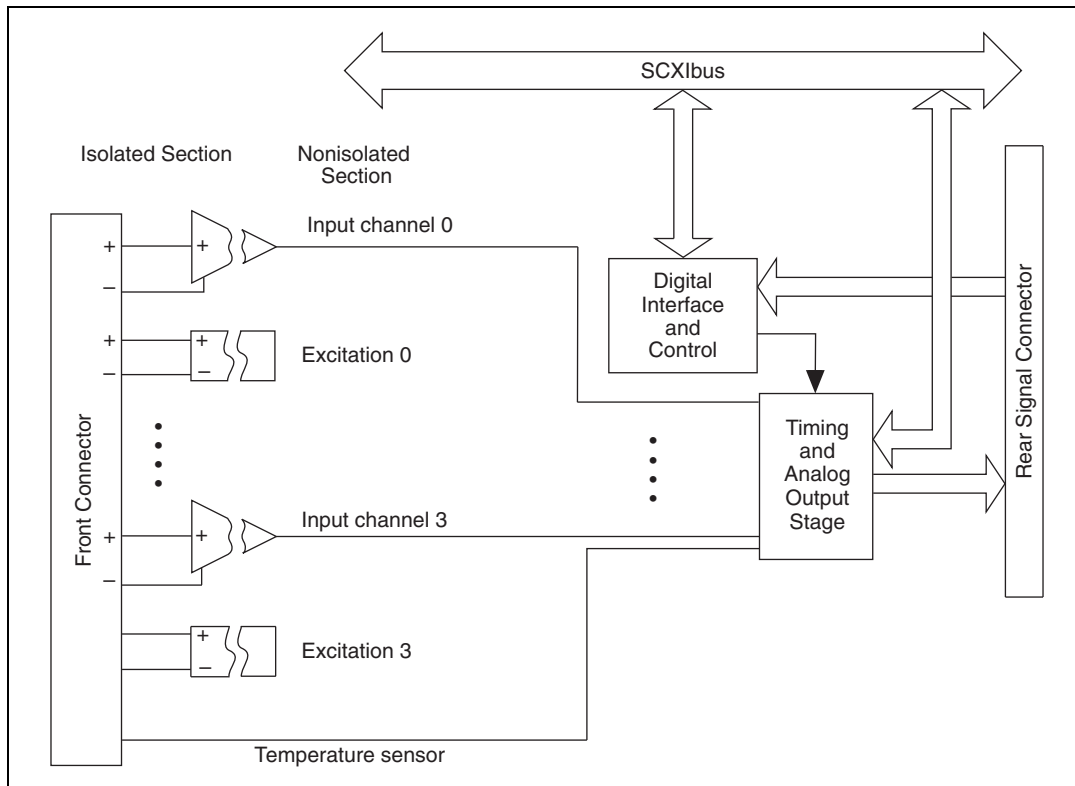 SCXIbus
Isolated Section
Nonisolated
Section
+
−
+
Input channel 0
+
−
+
−
Excitation 0
Digital
Interface
and
Control
Rear Signal Connector
Front Connector
Timing
and
Analog
Output
Stage
+
−
+
Input channel 3
+
−
Excitation 3
Temperature sensor